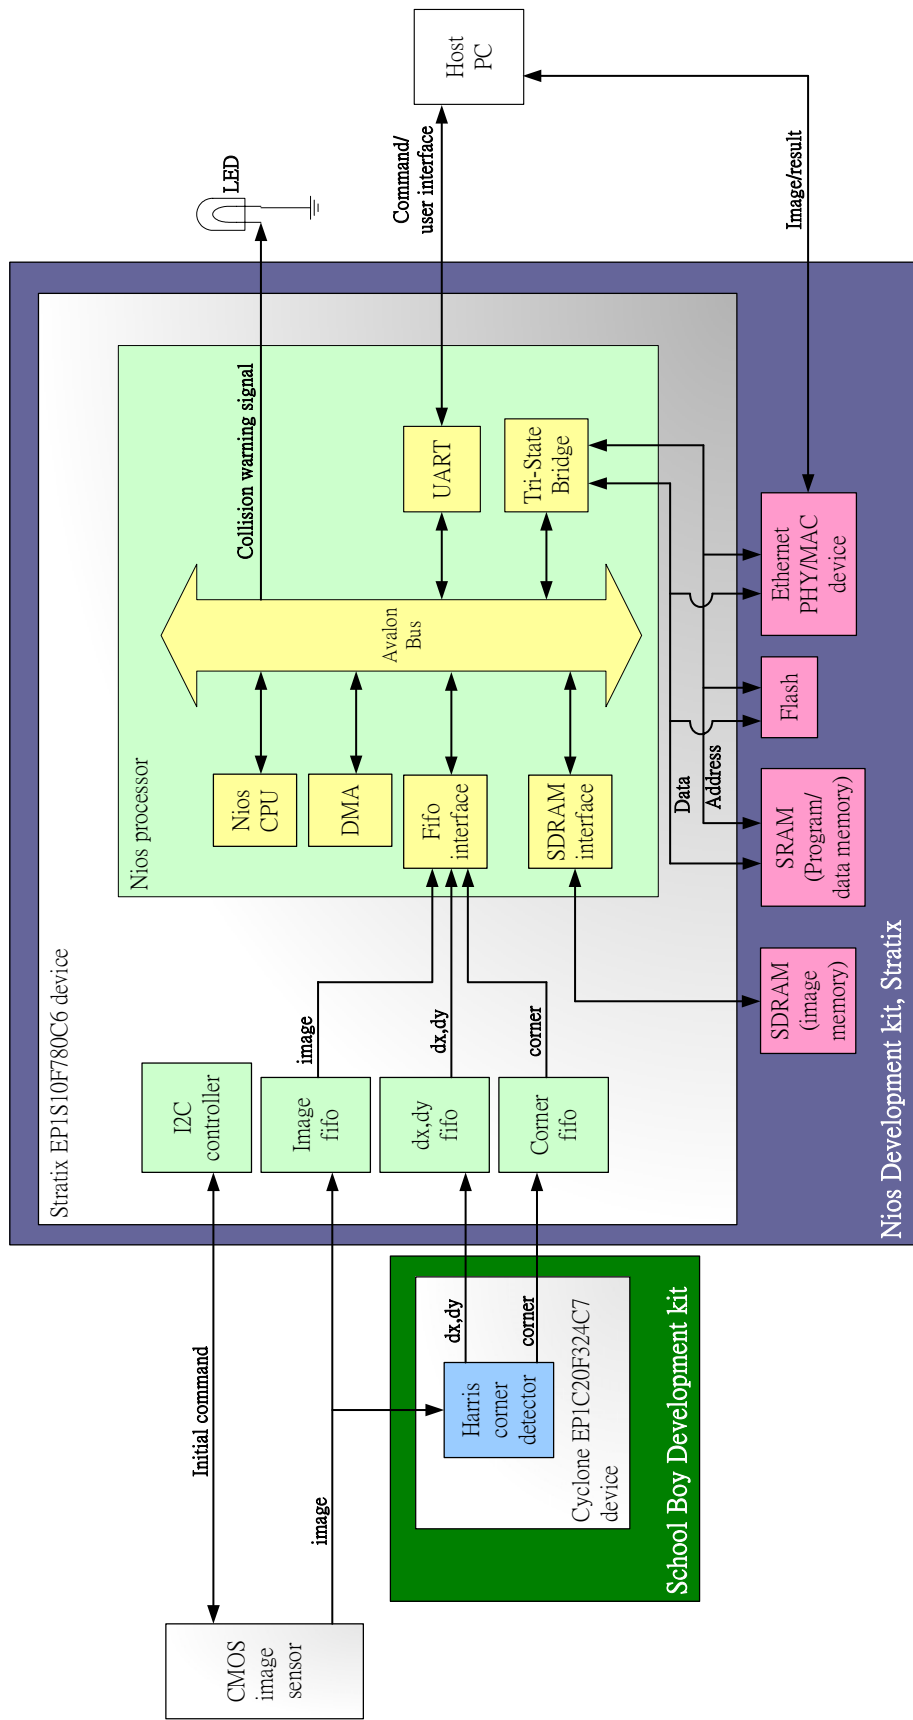 CMOS
image
sensor
Initial command
image
Harris
corner
detector
Cyclone EP1C20F324C7
device
School Boy Development kit
dx,dy
corner
Stratix EP1S10F780C6 device
I2C
controller
Image
fifo
dx,dy
fifo
Corner
fifo
image
dx,dy
corner
Nios processor
Nios
CPU
DMA
Fifo
interface
SDRAM
interface
Avalon
Bus
Collision warning signal
UART
Tri-State
Bridge
Data
Address
SDRAM
(image
memory)
SRAM
(Program/
data memory)
Flash
Ethernet
PHY/MAC
device
Nios Development kit, Stratix
LED
Command/
user interface
Image/result
Host
PC